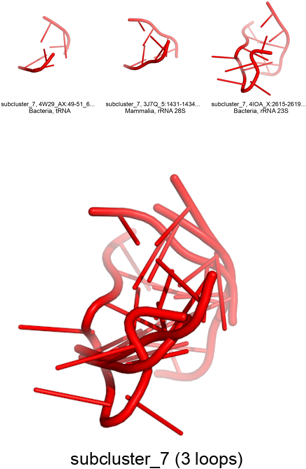 subcluster_7, 4W29_AX:49-51_6...
Bacteria, tRNA
subcluster_7, 3J7Q_5:1431-1434...
Mammalia, rRNA 28S
subcluster_7, 4IOA_X:2615-2619...
Bacteria, rRNA 23S
subcluster_7 (3 loops)